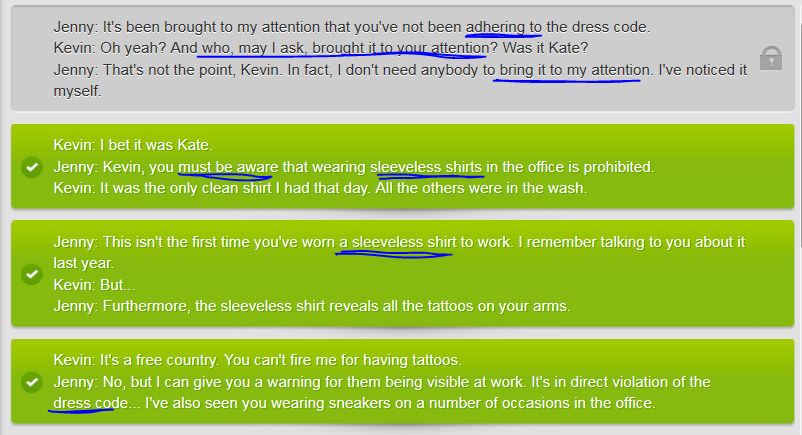 Jenny: It's been brought to my attention that you've not been adhering to the dress code.
Kevin: Oh yeah? And who, may I ask, brought it to your attention? Was it Kate?
Jenny: That's not the point, Kevin. In fact, I don't need anybody to bring it to my attention. I've noticed it
myself.
Kevin: I bet it was Kate.
Jenny: Kevin, you must be aware that wearing sleeveless shirts in the office is prohibited.
Kevin: It was the only clean shirt I had that day. All the others were in the wash.
Jenny: This isn't the first time you've worn a sleeveless shirt to work. I remember talking to you about it
last year.
Kevin: But...
Jenny: Furthermore, the sleeveless shirt reveals all the tattoos on your arms.
Kevin: It's a free country. You can't fire me for having tattoos.
Jenny: No, but I can give you a warning for them being visible at work. It's in direct violation of the
dress code... I've also seen you wearing sneakers on a number of occasions in the office.